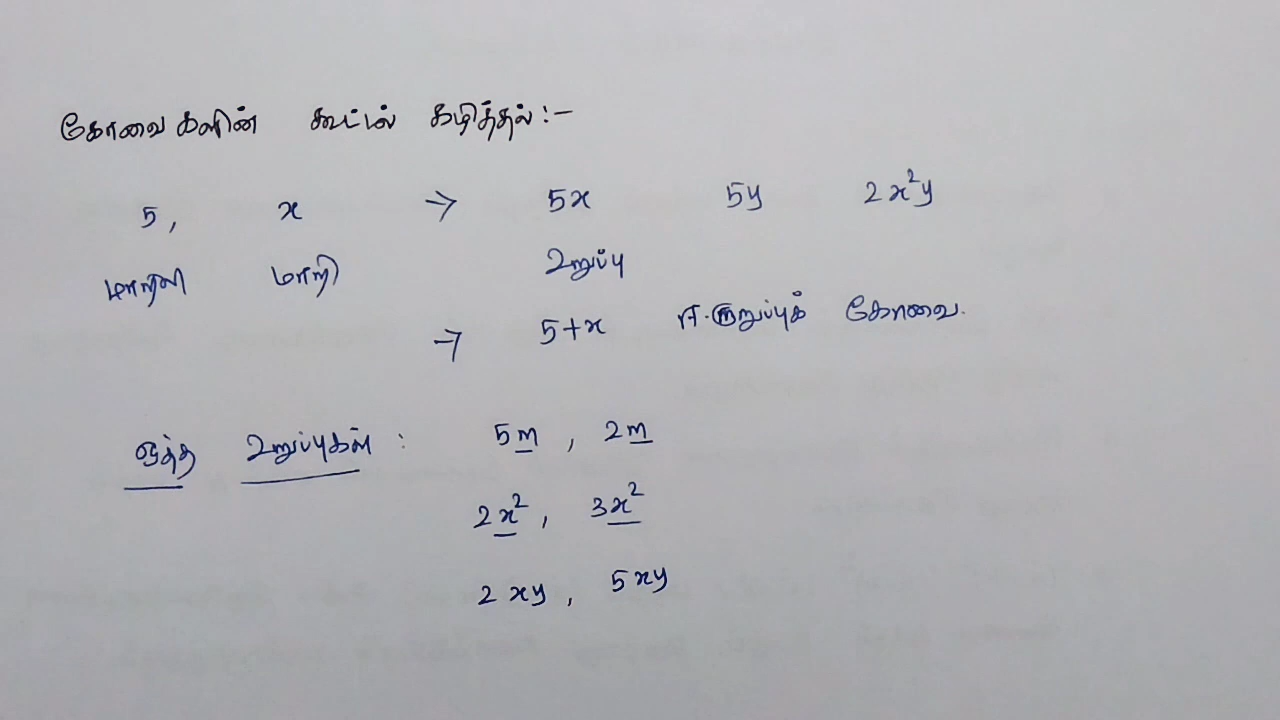 கோவைகளின் கூட்டல் கழித்தல் :-
5, x → 5x 5y 2x²y
மாறிலி மாறி உறுப்பு
→ 5+x ஈருறுப்புக் கோவை.
ஒத்த உறுப்புகள் : 5m , 2m
2x² , 3x²
2xy , 5xy